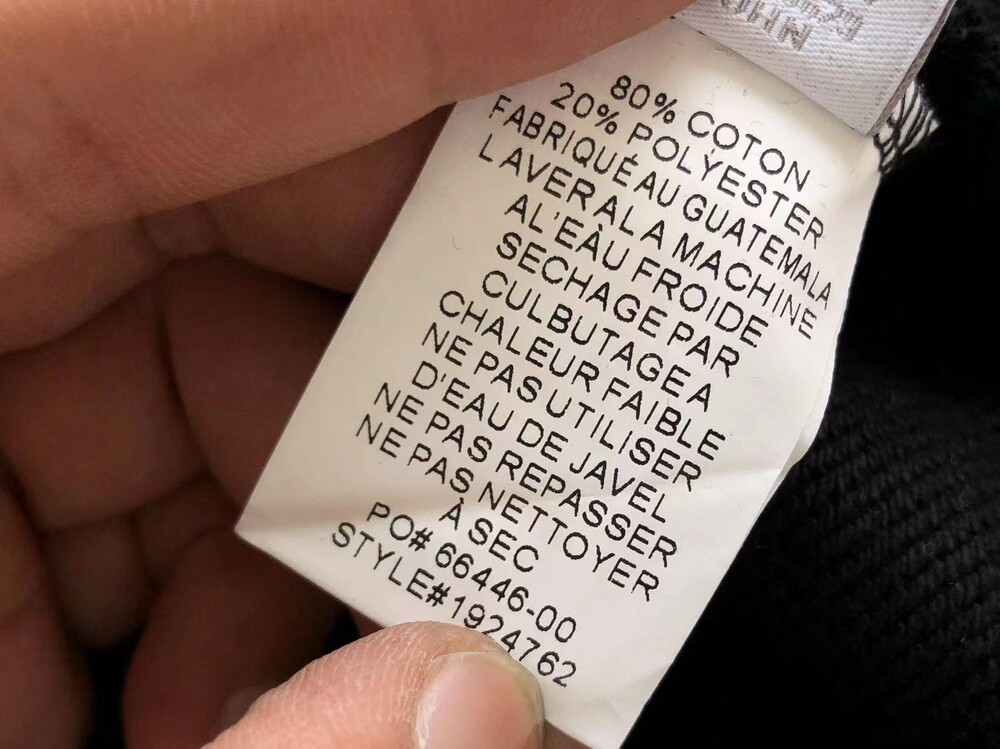 80% COTON
20% POLYESTER
FABRIQUÉ AU GUATEMALA
LAVER A LA MACHINE
A L'EÀU FROIDE
SECHAGE PAR
CULBUTAGE A
CHALEUR FAIBLE
NE PAS UTILISER
D'EAU DE JAVEL
NE PAS REPASSER
NE PAS NETTOYER
À SEC
PO# 66446-00
STYLE# 1924762